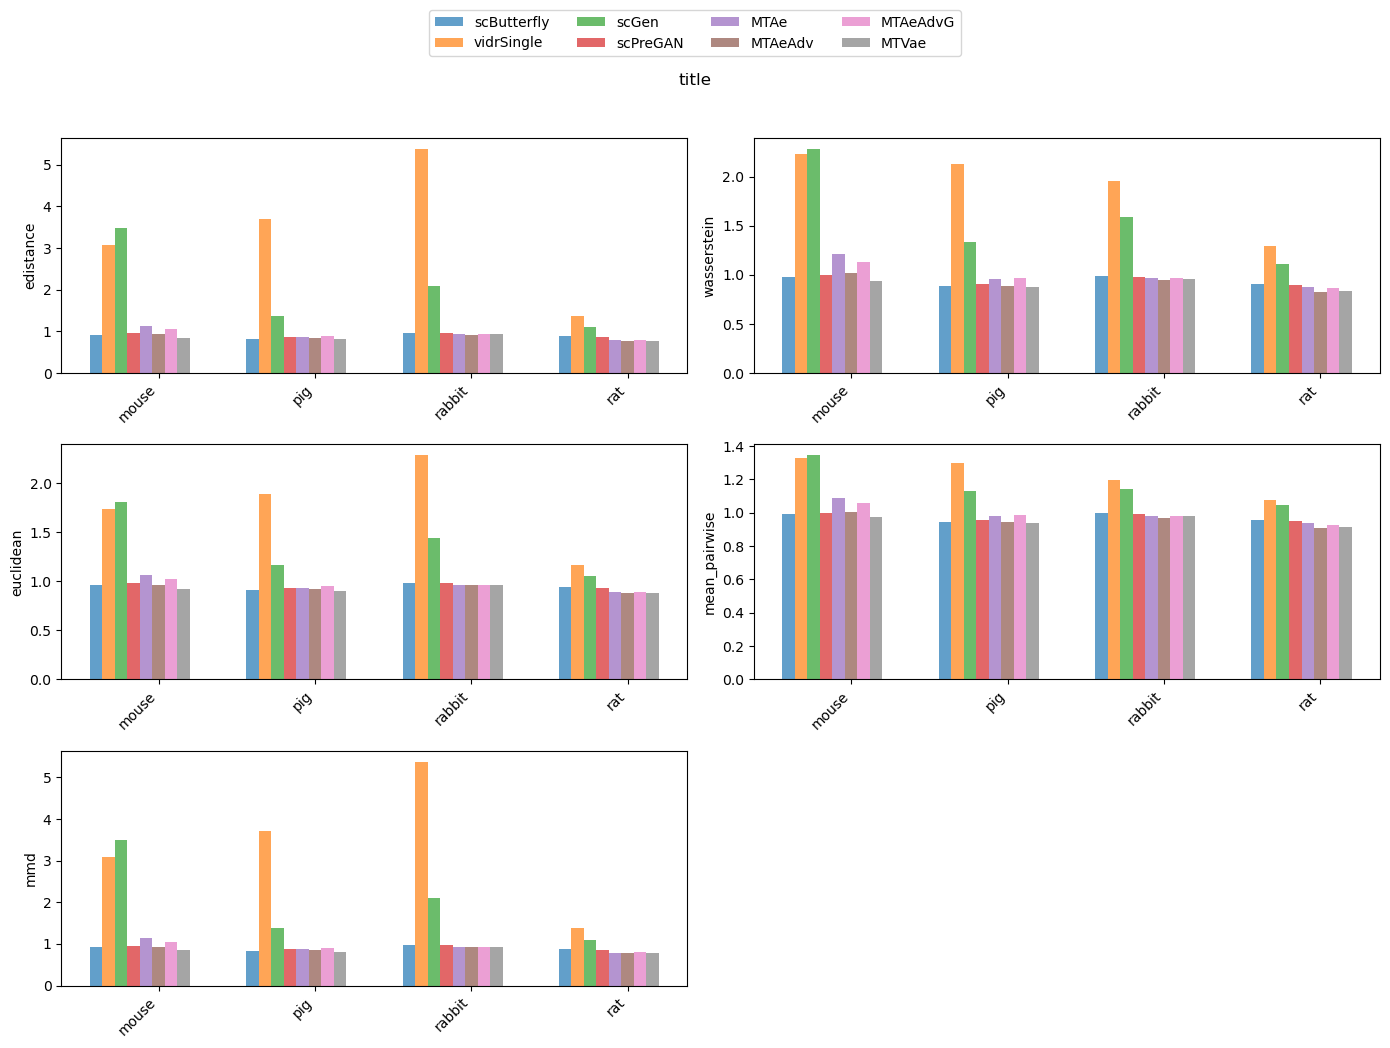 scButterfly scGen MTAe MTAeAdvG
vidrSingle scPreGAN MTAeAdv MTVae
title
edistance
5
4
3
2
1
0
mouse pig rabbit rat
wasserstein
2.0
1.5
1.0
0.5
0.0
mouse pig rabbit rat
euclidean
2.0
1.5
1.0
0.5
0.0
mouse pig rabbit rat
mean_pairwise
1.4
1.2
1.0
0.8
0.6
0.4
0.2
0.0
mouse pig rabbit rat
mmd
5
4
3
2
1
0
mouse pig rabbit rat